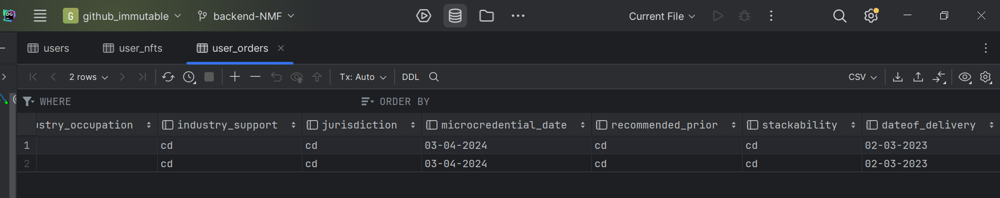 DG G github_immutable backend-NMF Current File
users user_nfts user_orders
2 rows Tx: Auto DDL CSV
WHERE ORDER BY
ustry_occupation industry_support jurisdiction microcredential_date recommended_prior stackability dateof_delivery
1 cd cd 03-04-2024 cd cd 02-03-2023
2 cd cd 03-04-2024 cd cd 02-03-2023